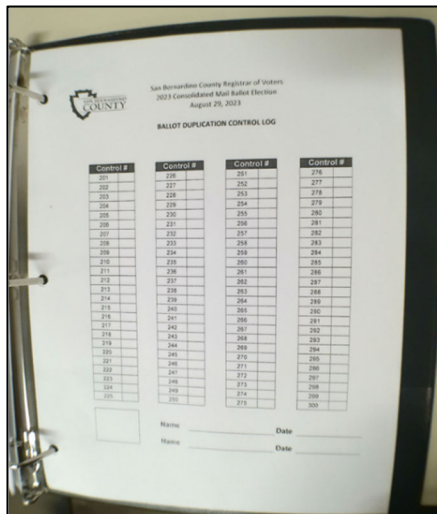 SAN BERNARDINO
COUNTY
San Bernardino County Registrar of Voters
2023 Consolidated Mail Ballot Election
August 29, 2023
BALLOT DUPLICATION CONTROL LOG
Control # Control # Control # Control #
201 226 251 276
202 227 252 277
203 228 253 278
204 229 254 279
205 230 255 280
206 231 256 281
207 232 257 282
208 233 258 283
209 234 259 284
210 235 260 285
211 236 261 286
212 237 262 287
213 238 263 288
214 239 264 289
215 240 265 290
216 241 266 291
217 242 267 292
218 243 268 293
219 244 269 294
220 245 270 295
221 246 271 296
222 247 272 297
223 248 273 298
224 249 274 299
225 250 275 300
Name Date
Name Date